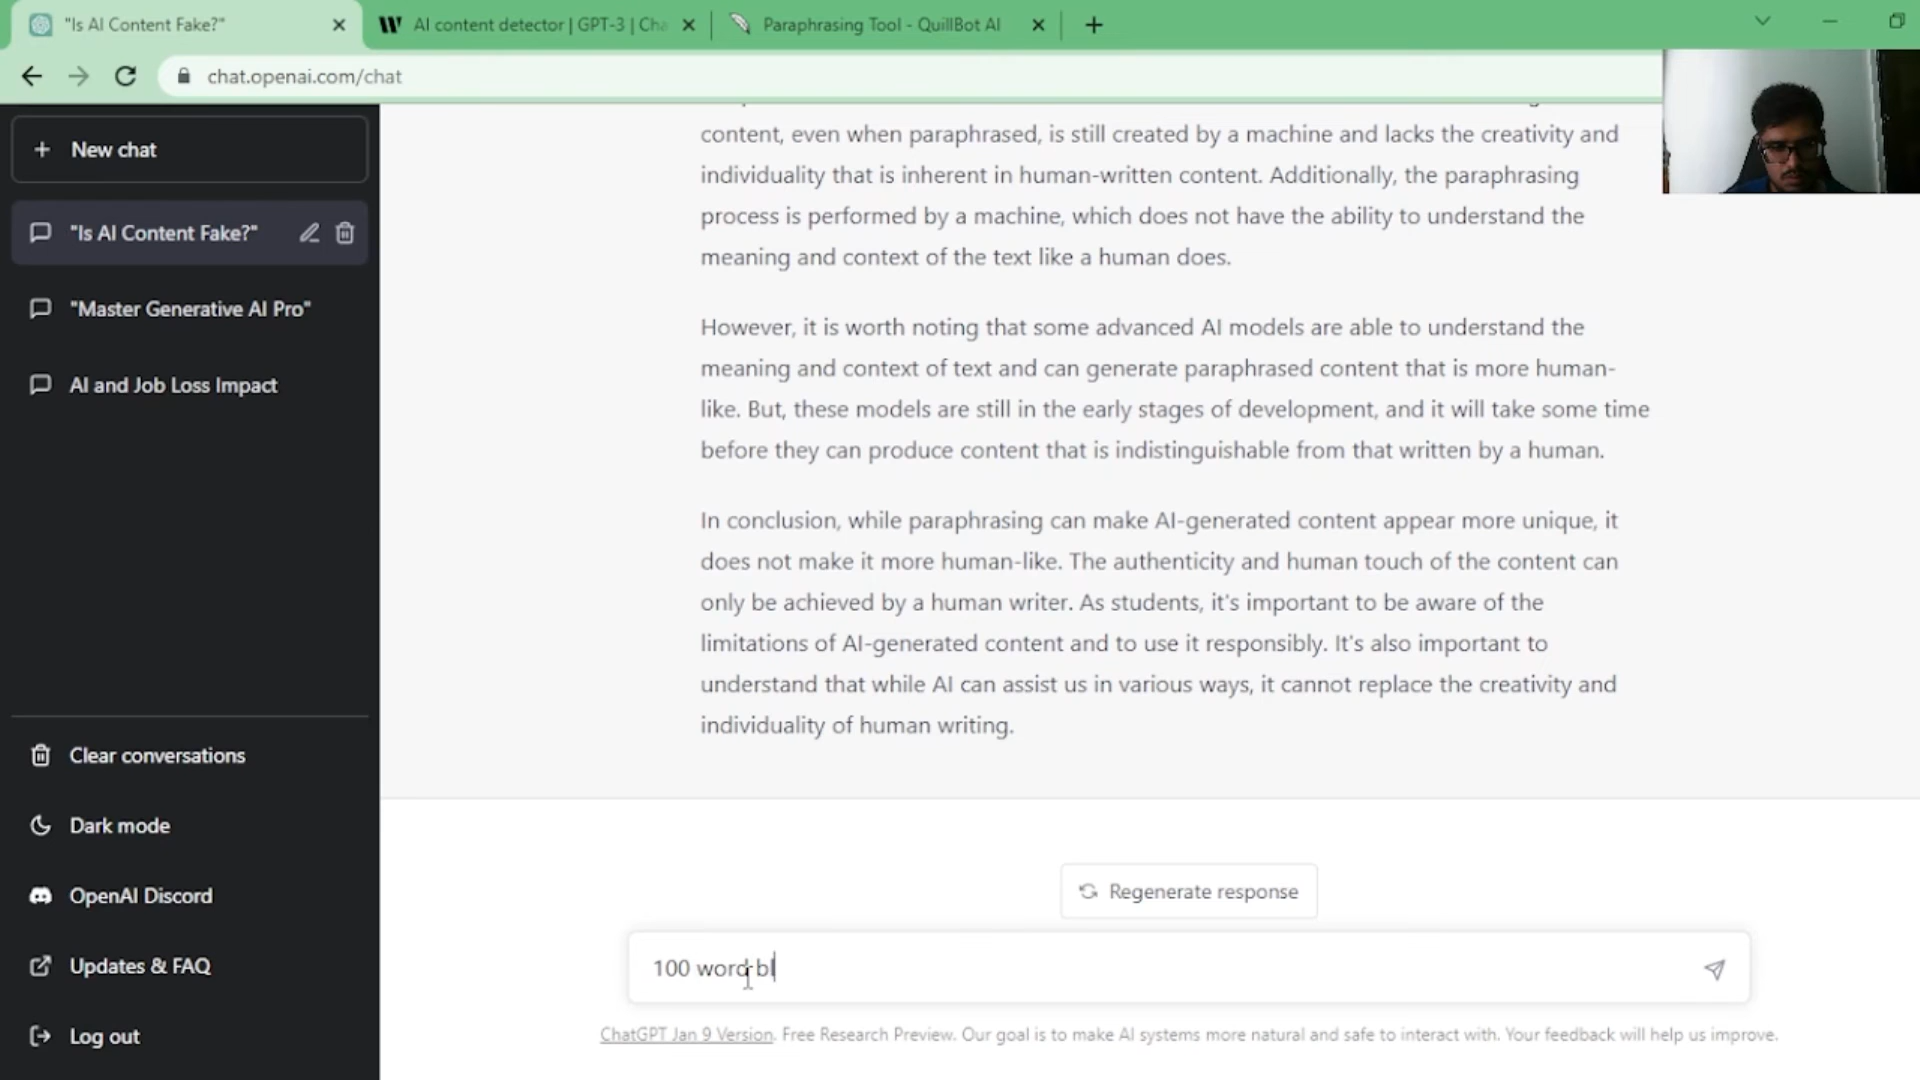 "Is AI Content Fake?"
AI content detector | GPT-3 | Cha
Paraphrasing Tool - QuillBot AI
chat.openai.com/chat
New chat
"Is AI Content Fake?"
"Master Generative AI Pro"
AI and Job Loss Impact
Clear conversations
Dark mode
OpenAI Discord
Updates & FAQ
Log out
content, even when paraphrased, is still created by a machine and lacks the creativity and
individuality that is inherent in human-written content. Additionally, the paraphrasing
process is performed by a machine, which does not have the ability to understand the
meaning and context of the text like a human does.
However, it is worth noting that some advanced AI models are able to understand the
meaning and context of text and can generate paraphrased content that is more human-
like. But, these models are still in the early stages of development, and it will take some time
before they can produce content that is indistinguishable from that written by a human.
In conclusion, while paraphrasing can make AI-generated content appear more unique, it
does not make it more human-like. The authenticity and human touch of the content can
only be achieved by a human writer. As students, it's important to be aware of the
limitations of AI-generated content and to use it responsibly. It's also important to
understand that while AI can assist us in various ways, it cannot replace the creativity and
individuality of human writing.
Regenerate response
100 word bl
ChatGPT Jan 9 Version. Free Research Preview. Our goal is to make AI systems more natural and safe to interact with. Your feedback will help us improve.